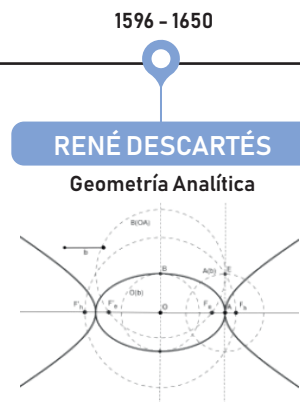 1596 - 1650
RENÉ DESCARTÉS
Geometría Analítica
B(OA)
b
B
A(b)
E
O(b)
F'h
F'e
O
Fe
A
Fh